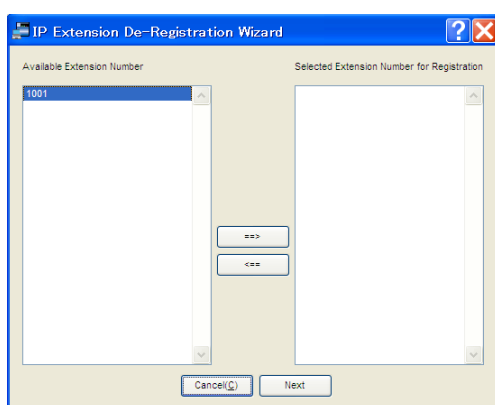 IP Extension De-Registration Wizard
Available Extension Number
Selected Extension Number for Registration
1001
==>
<==
Cancel(C)
Next